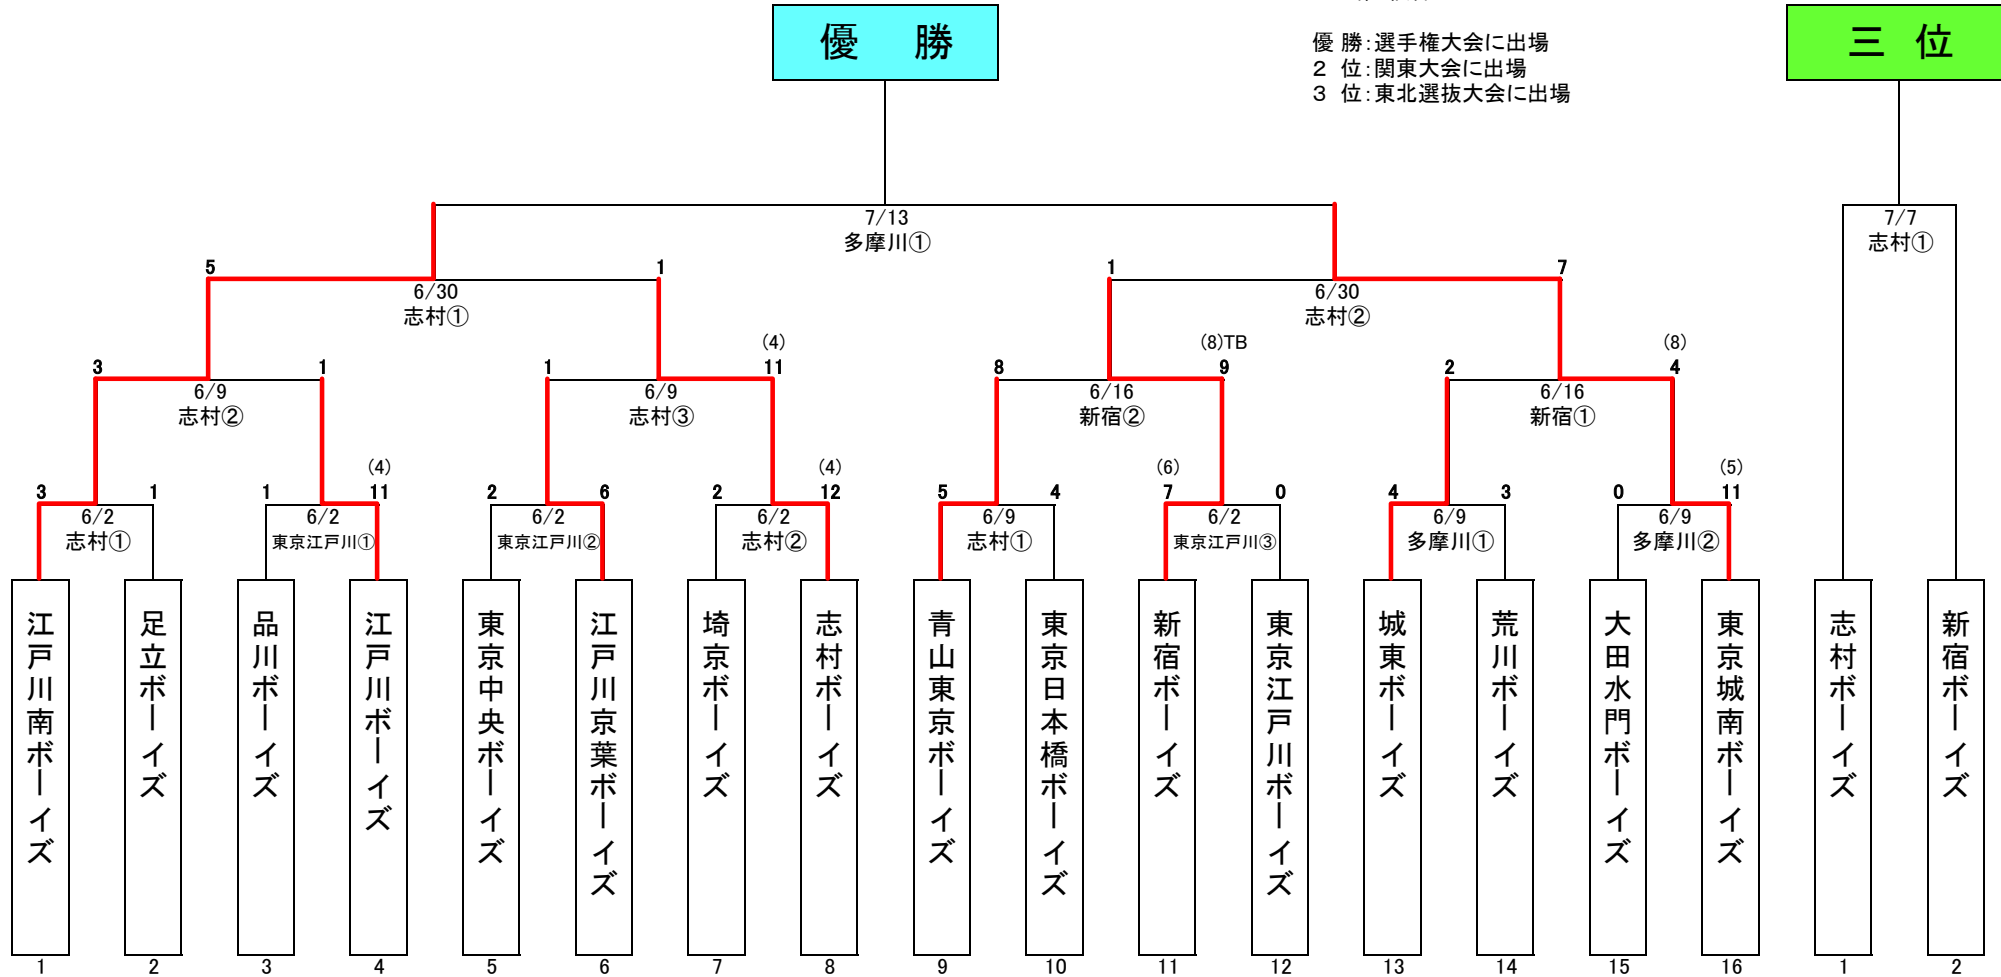 優 勝
三 位
優 勝:選手権大会に出場
2 位:関東大会に出場
3 位:東北選抜大会に出場
7/13
多摩川①
7/7
志村①
5 1 1 7
6/30
志村①
6/30
志村②
(4) (8)TB (8)
3 1 1 11 8 9 2 4
6/9
志村②
6/9
志村③
6/16
新宿②
6/16
新宿①
(4) (4) (6) (5)
3 1 1 11 2 6 2 12 5 4 7 0 4 3 0 11
6/2
志村①
6/2
東京江戸川①
6/2
東京江戸川②
6/2
志村②
6/9
志村①
6/2
東京江戸川③
6/9
多摩川①
6/9
多摩川②
江戸川南ボーイズ
足立ボーイズ
品川ボーイズ
江戸川ボーイズ
東京中央ボーイズ
江戸川京葉ボーイズ
埼京ボーイズ
志村ボーイズ
青山東京ボーイズ
東京日本橋ボーイズ
新宿ボーイズ
東京江戸川ボーイズ
城東ボーイズ
荒川ボーイズ
大田水門ボーイズ
東京城南ボーイズ
志村ボーイズ
新宿ボーイズ
1 2 3 4 5 6 7 8 9 10 11 12 13 14 15 16 1 2